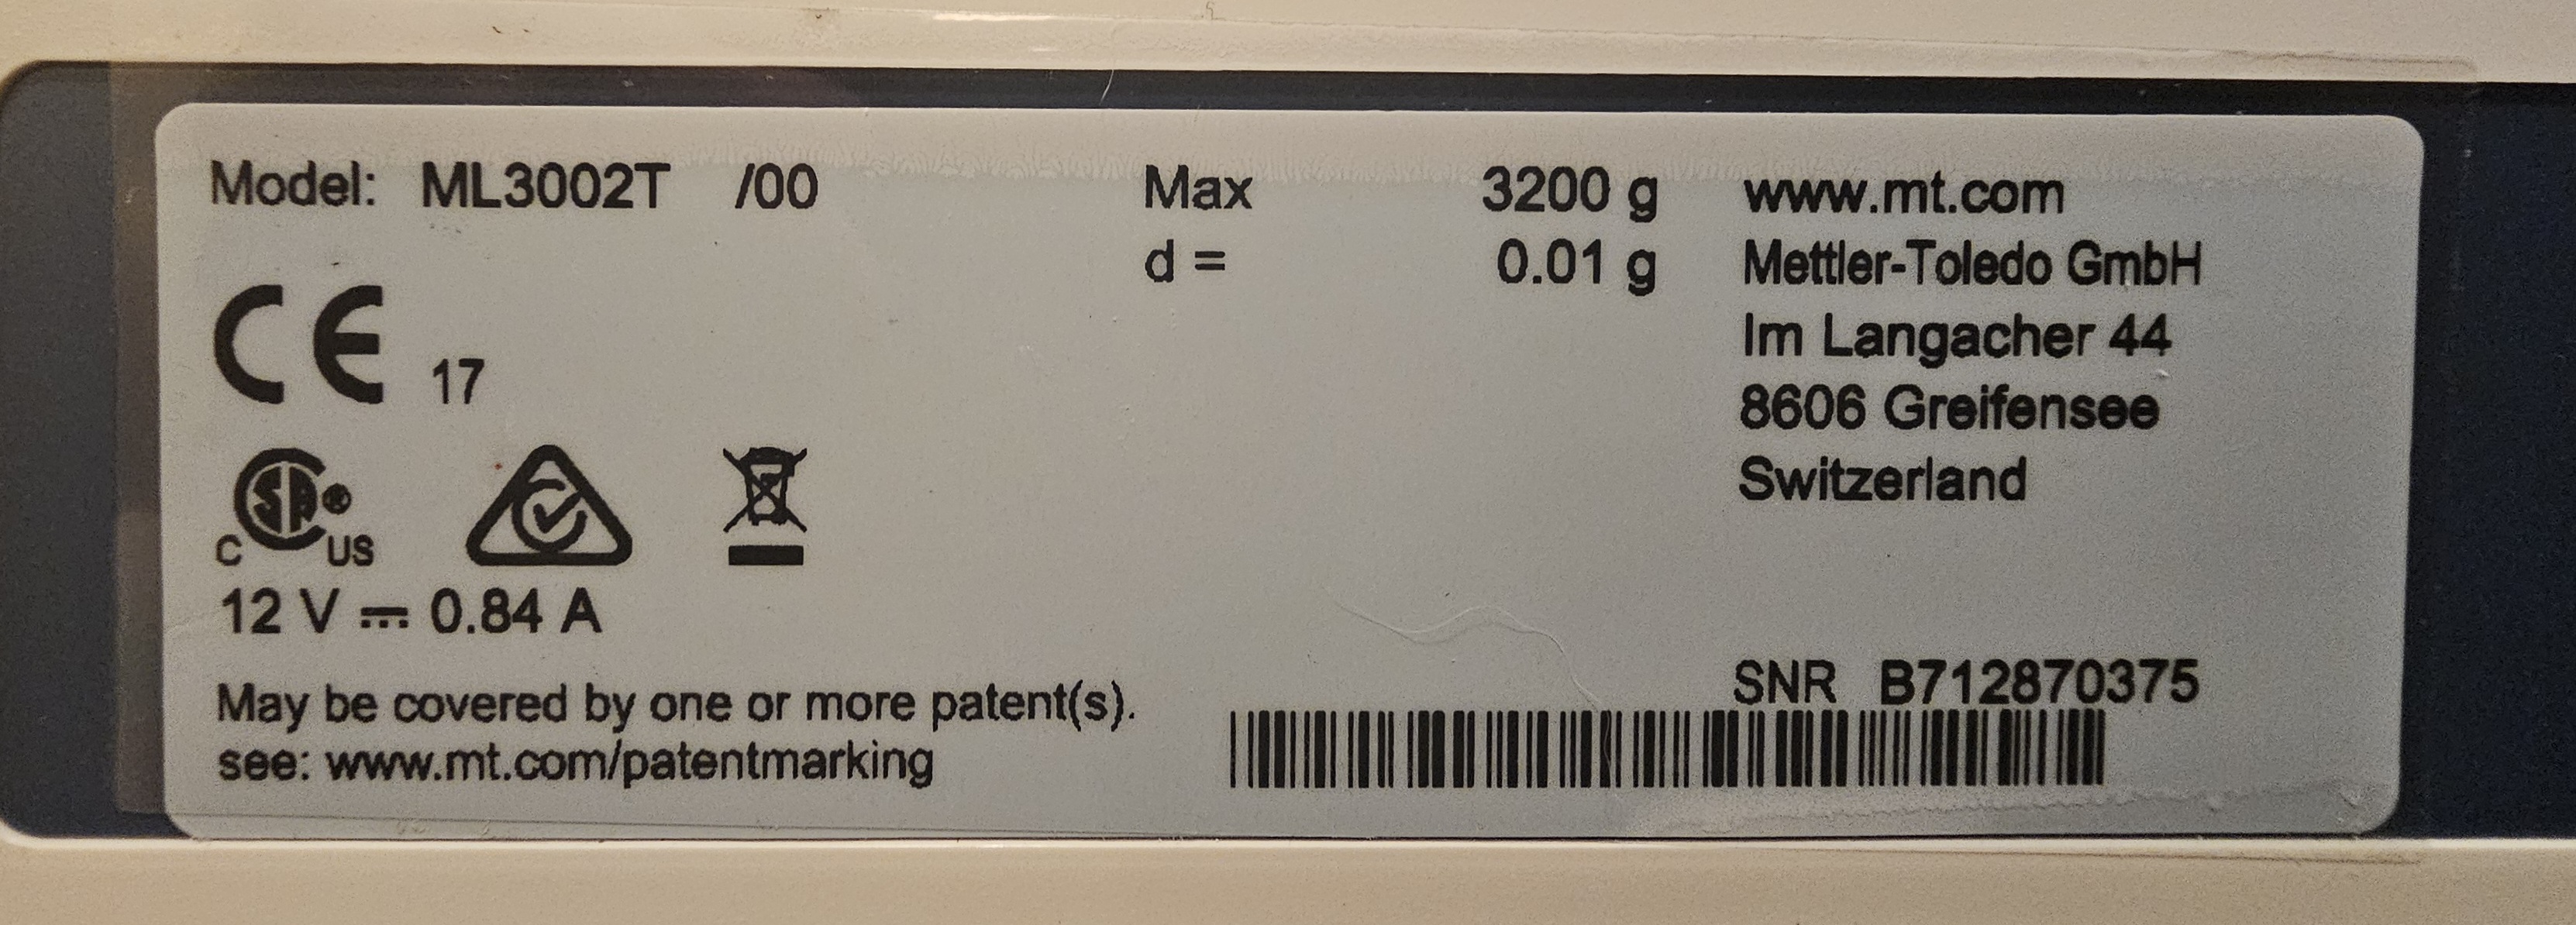 Model: ML3002T /00
Max 3200 g
d = 0.01 g
www.mt.com
Mettler-Toledo GmbH
Im Langacher 44
8606 Greifensee
Switzerland
CE 17
C SA® US
12 V ⎓ 0.84 A
May be covered by one or more patent(s).
see: www.mt.com/patentmarking
SNR B712870375